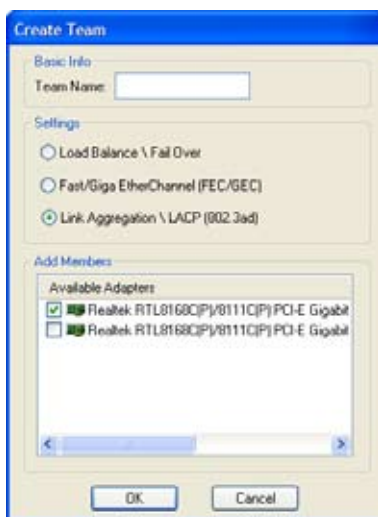 Create Team
Basic Info
Team Name:
Settings
Load Balance \ Fail Over
Fast/Giga EtherChannel (FEC/GEC)
Link Aggregation \ LACP (802.3ad)
Add Members
Available Adapters
Realtek RTL8168C(P)/8111C(P) PCI-E Gigabit
Realtek RTL8168C(P)/8111C(P) PCI-E Gigabit
OK
Cancel